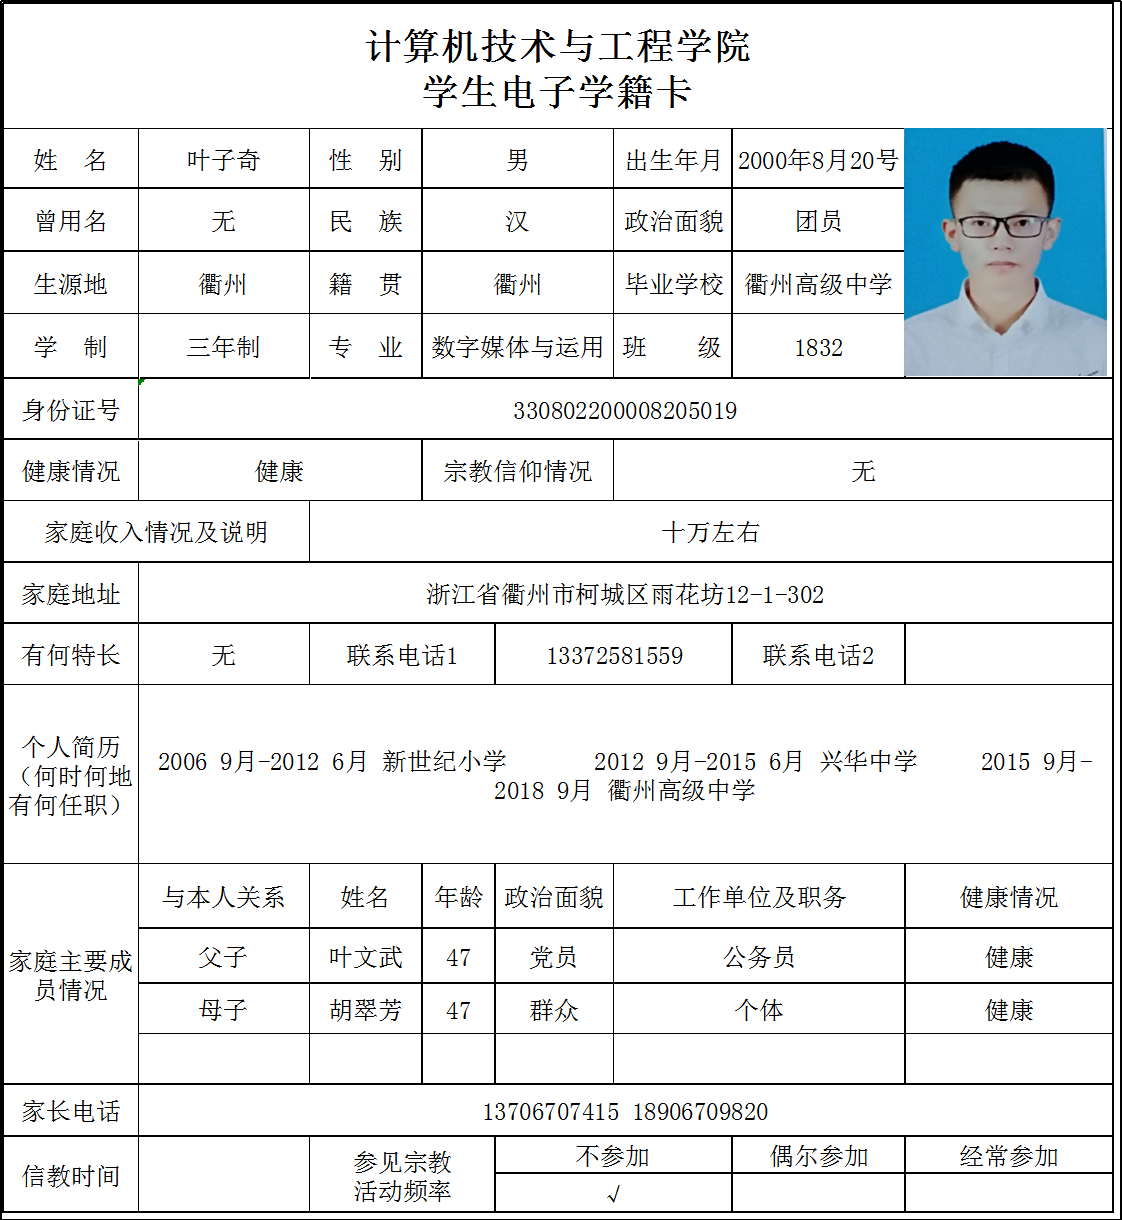 计算机技术与工程学院
学生电子学籍卡
姓 名 叶子奇 性 别 男 出生年月 2000年8月20号
曾用名 无 民 族 汉 政治面貌 团员
生源地 衢州 籍 贯 衢州 毕业学校 衢州高级中学
学 制 三年制 专 业 数字媒体与运用 班 级 1832
身份证号 330802200008205019
健康情况 健康 宗教信仰情况 无
家庭收入情况及说明 十万左右
家庭地址 浙江省衢州市柯城区雨花坊12-1-302
有何特长 无 联系电话1 13372581559 联系电话2
个人简历
（何时何地
有何任职）
2006 9月-2012 6月 新世纪小学 2012 9月-2015 6月 兴华中学 2015 9月-
2018 9月 衢州高级中学
家庭主要成
员情况
与本人关系 姓名 年龄 政治面貌 工作单位及职务 健康情况
父子 叶文武 47 党员 公务员 健康
母子 胡翠芳 47 群众 个体 健康
家长电话 13706707415 18906709820
信教时间
参见宗教
活动频率
不参加 偶尔参加 经常参加
√